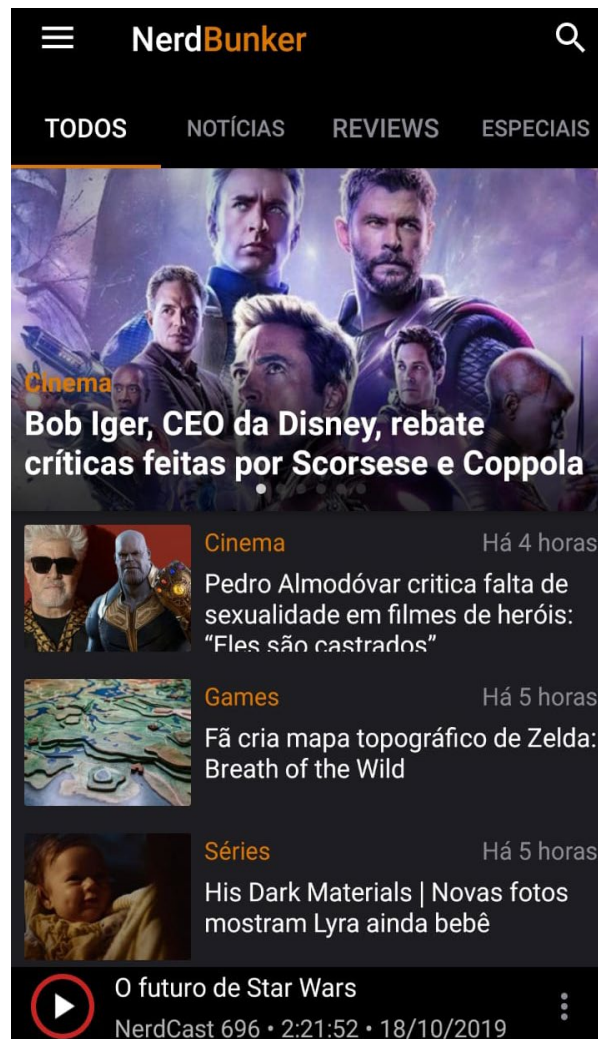 NerdBunker
TODOS NOTÍCIAS REVIEWS ESPECIAIS
Cinema
Bob Iger, CEO da Disney, rebate
críticas feitas por Scorsese e Coppola
Cinema Há 4 horas
Pedro Almodóvar critica falta de
sexualidade em filmes de heróis:
“Eles são castrados”
Games Há 5 horas
Fã cria mapa topográfico de Zelda:
Breath of the Wild
Séries Há 5 horas
His Dark Materials | Novas fotos
mostram Lyra ainda bebê
O futuro de Star Wars
NerdCast 696 • 2:21:52 • 18/10/2019